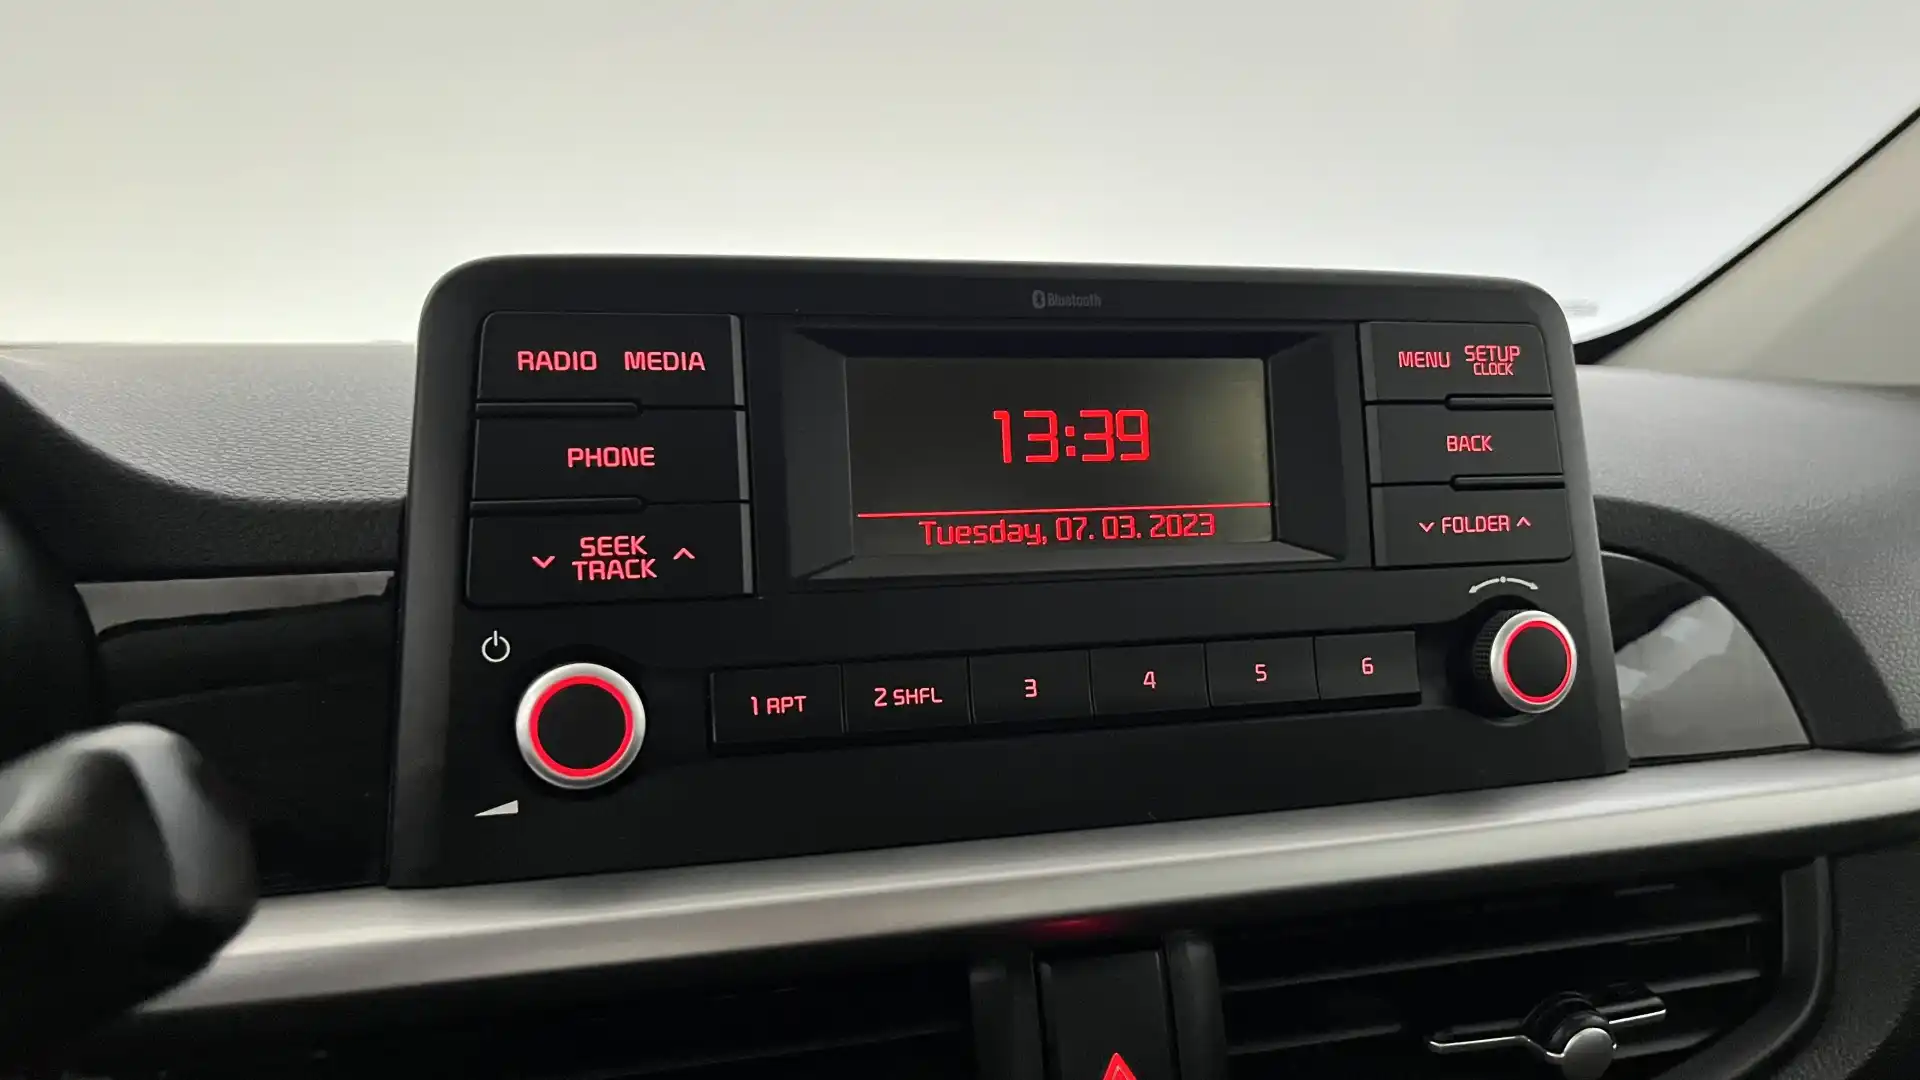 Bluetooth
RADIO MEDIA
PHONE
SEEK
TRACK
13:39
Tuesday, 07. 03. 2023
MENU SETUP
CLOCK
BACK
FOLDER
1 RPT 2 SHFL 3 4 5 6